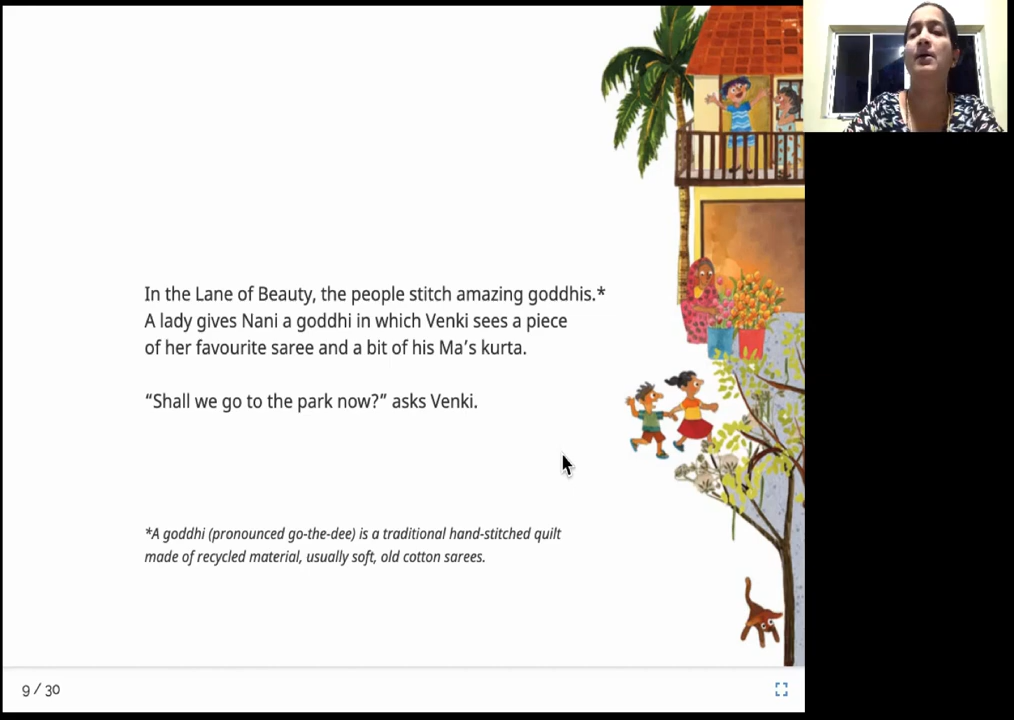 In the Lane of Beauty, the people stitch amazing goddhis.*
A lady gives Nani a goddhi in which Venki sees a piece
of her favourite saree and a bit of his Ma’s kurta.
“Shall we go to the park now?” asks Venki.
*A goddhi (pronounced go-the-dee) is a traditional hand-stitched quilt
made of recycled material, usually soft, old cotton sarees.
9 / 30